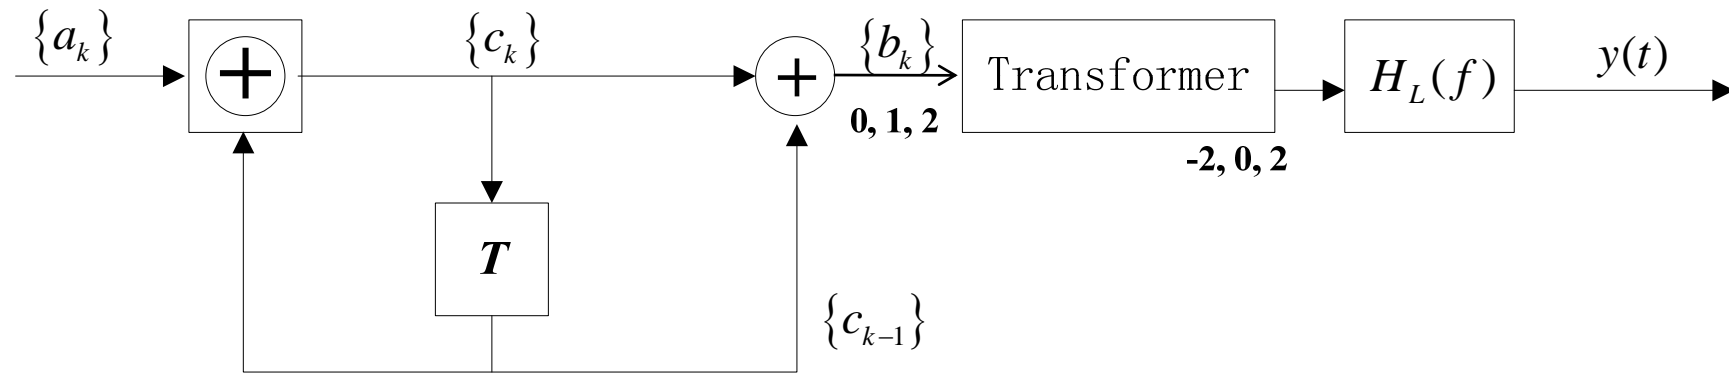 {a_k}
{c_k}
{b_k}
Transformer
H_L(f)
y(t)
0, 1, 2
-2, 0, 2
T
{c_{k-1}}